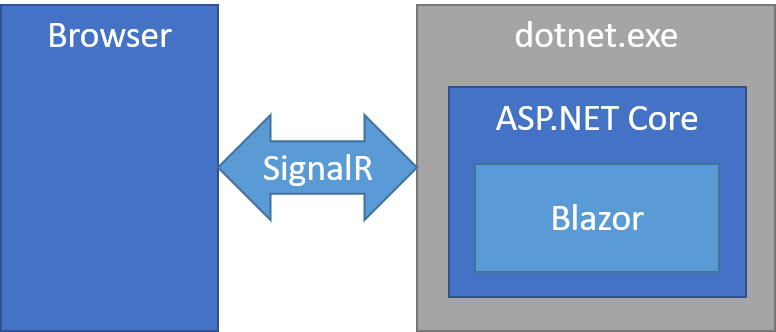 Browser
dotnet.exe
ASP.NET Core
SignalR
Blazor